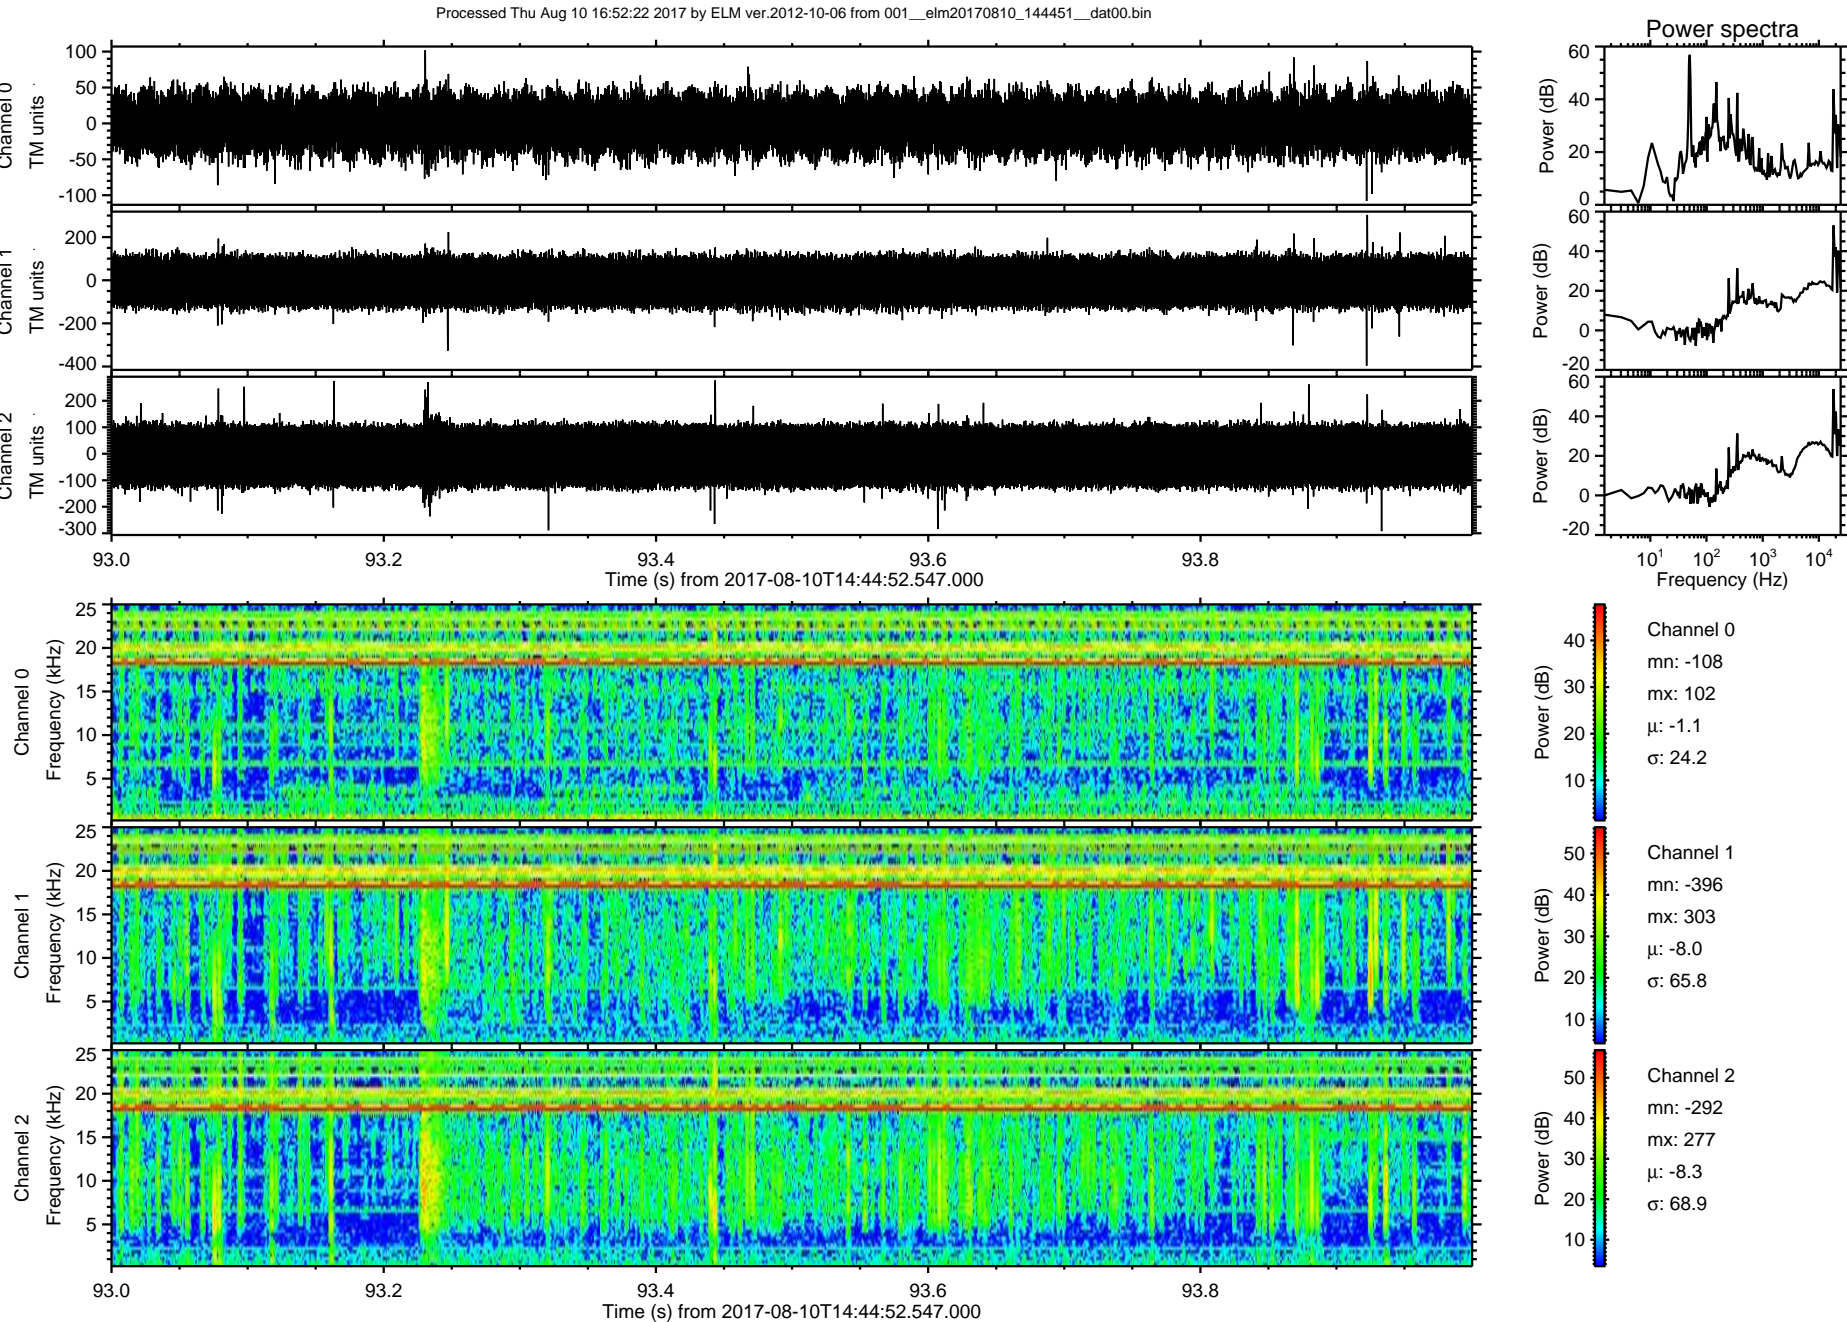 Processed Thu Aug 10 16:52:22 2017 by ELM ver.2012-10-06 from 001__elm20170810_144451__dat00.bin
Power spectra
Channel 0
TM units
100
50
0
-50
-100
Power (dB)
60
40
20
0
Channel 1
TM units
200
0
-200
-400
Power (dB)
60
40
20
0
-20
Channel 2
TM units
200
100
0
-100
-200
-300
Power (dB)
60
40
20
0
-20
93.0 93.2 93.4 93.6 93.8
Time (s) from 2017-08-10T14:44:52.547.000
10^1 10^2 10^3 10^4
Frequency (Hz)
Channel 0
Frequency (kHz)
25
20
15
10
5
Power (dB)
40
30
20
10
Channel 0
mn: -108
mx: 102
μ: -1.1
σ: 24.2
Channel 1
Frequency (kHz)
25
20
15
10
5
Power (dB)
50
40
30
20
10
Channel 1
mn: -396
mx: 303
μ: -8.0
σ: 65.8
Channel 2
Frequency (kHz)
25
20
15
10
5
Power (dB)
50
40
30
20
10
Channel 2
mn: -292
mx: 277
μ: -8.3
σ: 68.9
93.0 93.2 93.4 93.6 93.8
Time (s) from 2017-08-10T14:44:52.547.000